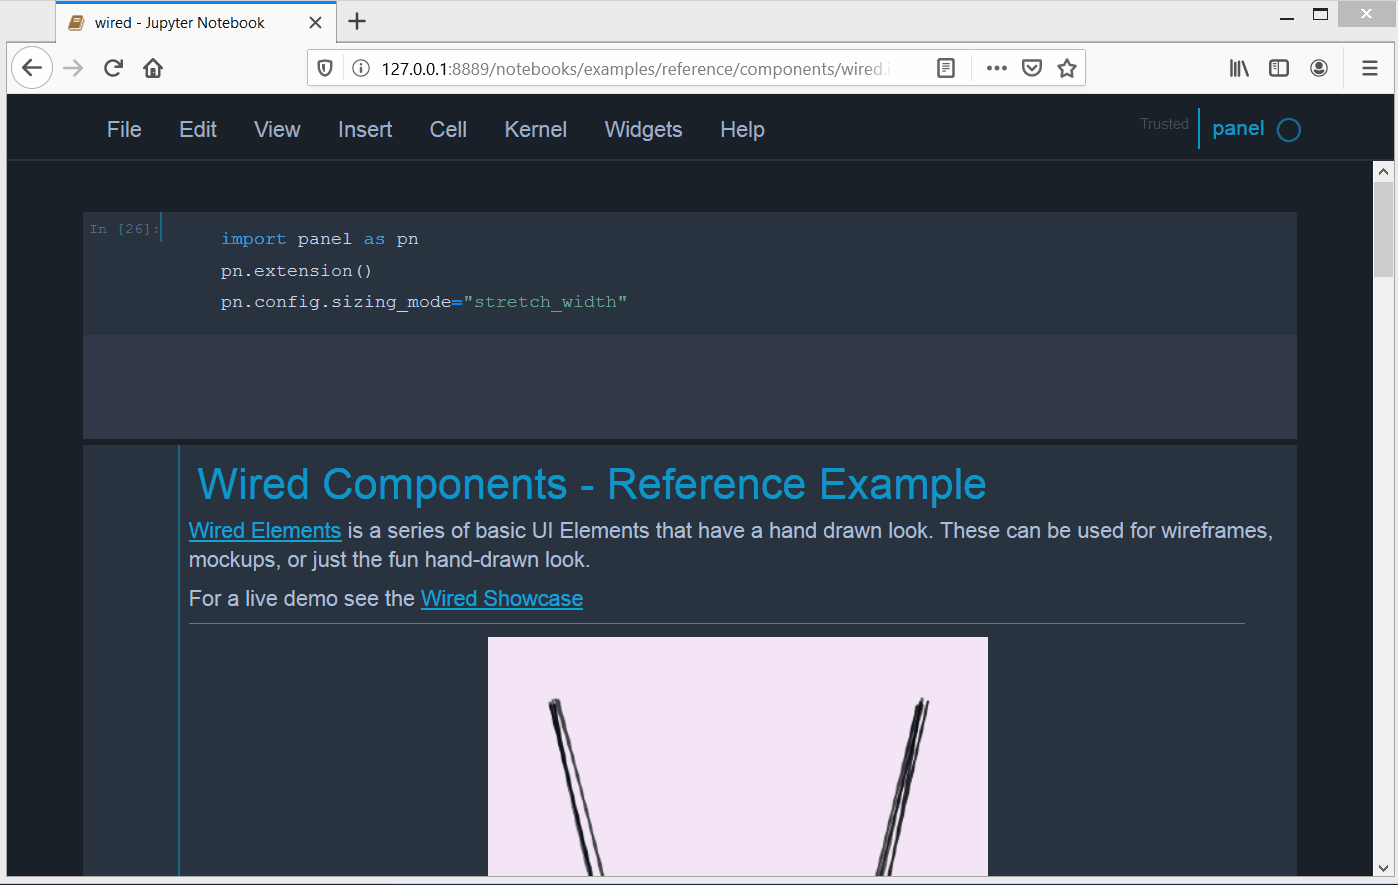 wired - Jupyter Notebook
127.0.0.1:8889/notebooks/examples/reference/components/wired.i
File Edit View Insert Cell Kernel Widgets Help Trusted panel
In [26]:
import panel as pn
pn.extension()
pn.config.sizing_mode="stretch_width"
Wired Components - Reference Example
Wired Elements is a series of basic UI Elements that have a hand drawn look. These can be used for wireframes,
mockups, or just the fun hand-drawn look.
For a live demo see the Wired Showcase